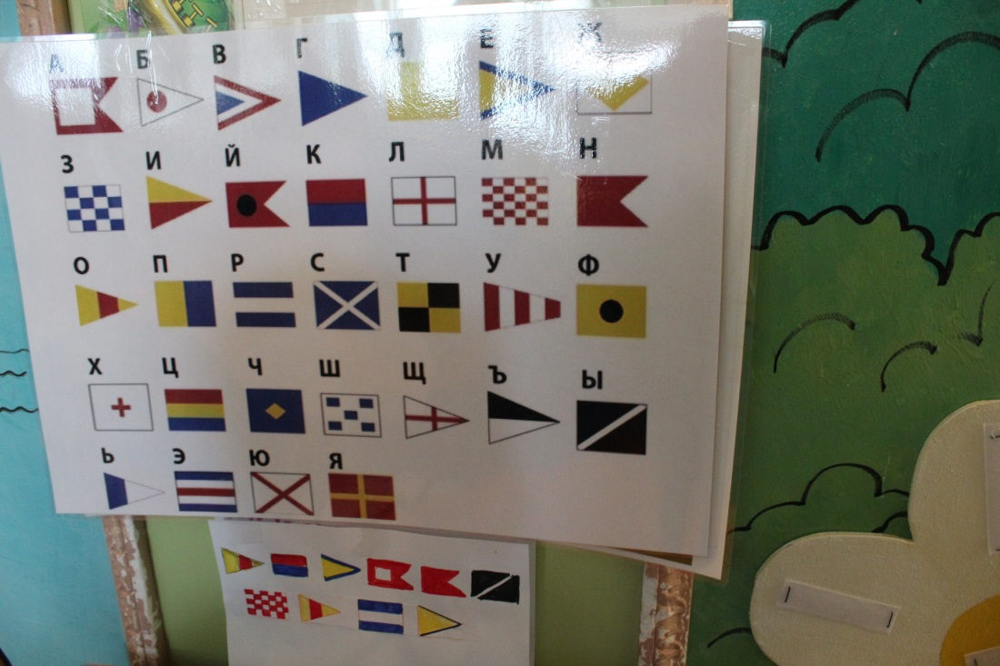 А Б В Г Д Е Ж
З И Й К Л М Н
О П Р С Т У Ф
Х Ц Ч Ш Щ Ъ Ы
Ь Э Ю Я